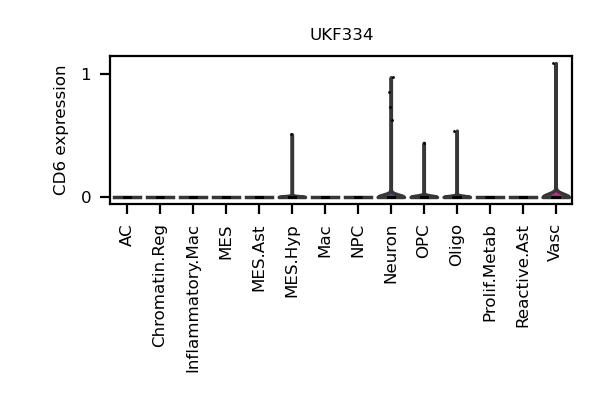 UKF334
CD6 expression
1
0
AC
Chromatin.Reg
Inflammatory.Mac
MES
MES.Ast
MES.Hyp
Mac
NPC
Neuron
OPC
Oligo
Prolif.Metab
Reactive.Ast
Vasc